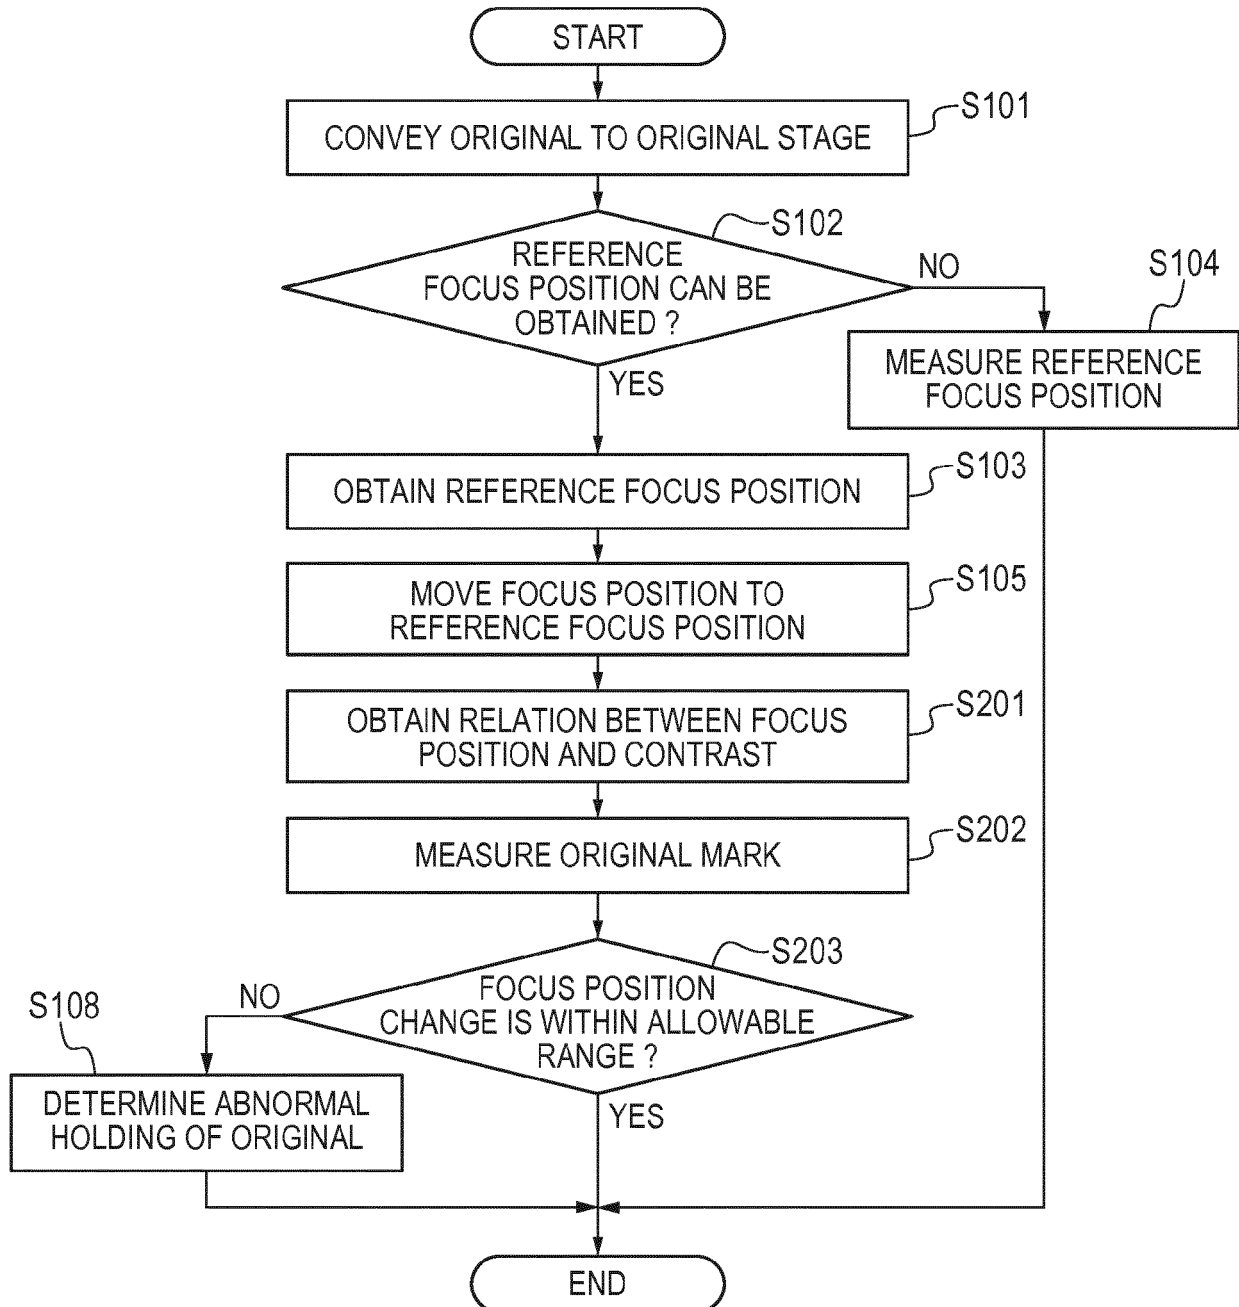 START
S101
CONVEY ORIGINAL TO ORIGINAL STAGE
S102
REFERENCE
FOCUS POSITION CAN BE
OBTAINED ?
NO
S104
MEASURE REFERENCE
FOCUS POSITION
YES
S103
OBTAIN REFERENCE FOCUS POSITION
S105
MOVE FOCUS POSITION TO
REFERENCE FOCUS POSITION
S201
OBTAIN RELATION BETWEEN FOCUS
POSITION AND CONTRAST
S202
MEASURE ORIGINAL MARK
S203
FOCUS POSITION
CHANGE IS WITHIN ALLOWABLE
RANGE ?
NO
S108
DETERMINE ABNORMAL
HOLDING OF ORIGINAL
YES
END